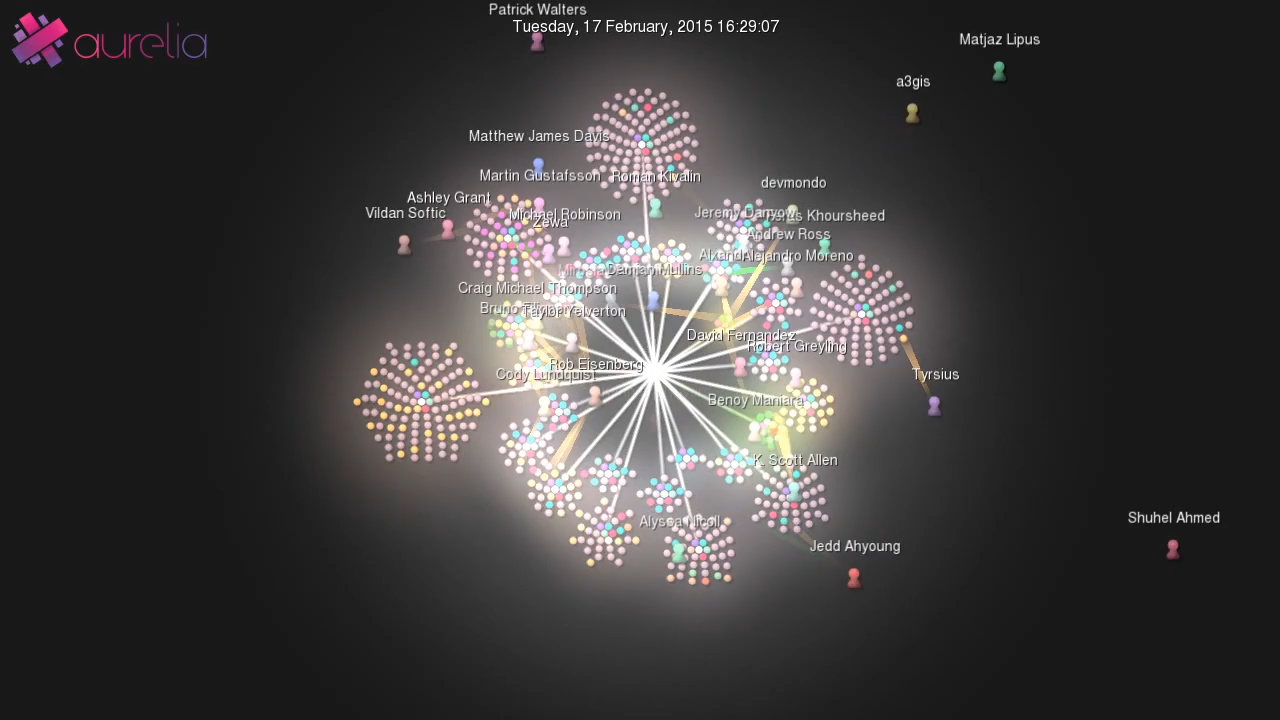 Patrick Walters
Tuesday, 17 February, 2015 16:29:07
aurelia
Matjaz Lipus
a3gis
Matthew James Davis
Martin Gustafsson
Roman Kivalin
devmondo
Ashley Grant
Vildan Softic
Michael Robinson
Zewa
Jeremy Danyow
Khoursheed
Andrew Ross
Alejandro Moreno
Damian Mullins
Craig Michael Thompson
Taylor Yelverton
David Fernandez
Robert Greyling
Rob Eisenberg
Cody Lundquist
Tyrsius
Benoy Maniara
K. Scott Allen
Alyssa Nicoll
Shuhel Ahmed
Jedd Ahyoung